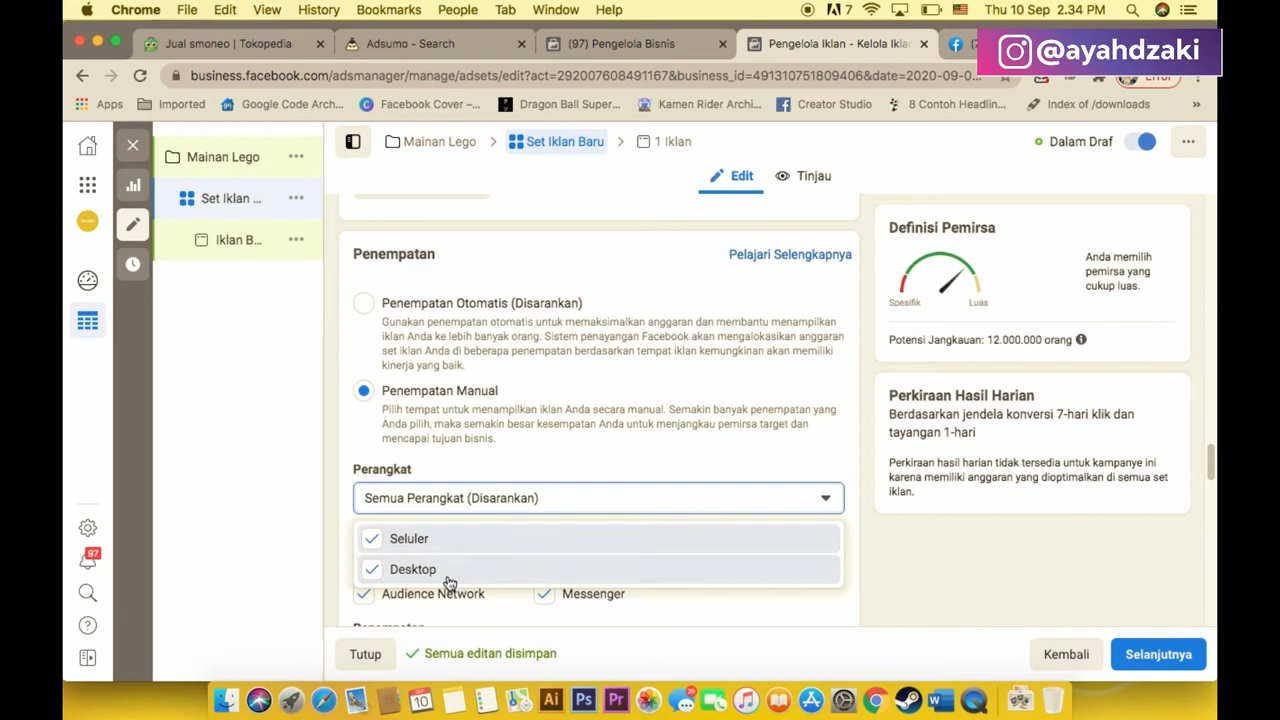 Chrome File Edit View History Bookmarks People Tab Window Help
7
Thu 10 Sep 2.34 PM
@ayahdzaki
Jual smoneo | Tokopedia
Adsumo - Search
(97) Pengelola Bisnis
Pengelola Iklan - Kelola Ikla
business.facebook.com/adsmanager/manage/adsets/edit?act=292007608491167&business_id=491310751809406&date=2020-09-0...
Error
Apps
Imported
Google Code Arch...
Facebook Cover –...
Dragon Ball Super...
Kamen Rider Archi...
Creator Studio
8 Contoh Headlin...
Index of /downloads
»
Mainan Lego
Set Iklan ...
Iklan B...
Mainan Lego > Set Iklan Baru > 1 Iklan
Dalam Draf
Edit
Tinjau
Penempatan
Pelajari Selengkapnya
Penempatan Otomatis (Disarankan)
Gunakan penempatan otomatis untuk memaksimalkan anggaran dan membantu menampilkan
iklan Anda ke lebih banyak orang. Sistem penayangan Facebook akan mengalokasikan anggaran
set iklan Anda di beberapa penempatan berdasarkan tempat iklan kemungkinan akan memiliki
kinerja yang baik.
Penempatan Manual
Pilih tempat untuk menampilkan iklan Anda secara manual. Semakin banyak penempatan yang
Anda pilih, maka semakin besar kesempatan Anda untuk menjangkau pemirsa target dan
mencapai tujuan bisnis.
Perangkat
Semua Perangkat (Disarankan)
Seluler
Desktop
Audience Network
Messenger
Definisi Pemirsa
Spesifik
Luas
Anda memilih
pemirsa yang
cukup luas.
Potensi Jangkauan: 12.000.000 orang
Perkiraan Hasil Harian
Berdasarkan jendela konversi 7-hari klik dan
tayangan 1-hari
Perkiraan hasil harian tidak tersedia untuk kampanye ini
karena memiliki anggaran yang dioptimalkan di semua set
iklan.
97
Tutup
Semua editan disimpan
Kembali
Selanjutnya
10
Ai
Ps
Pr